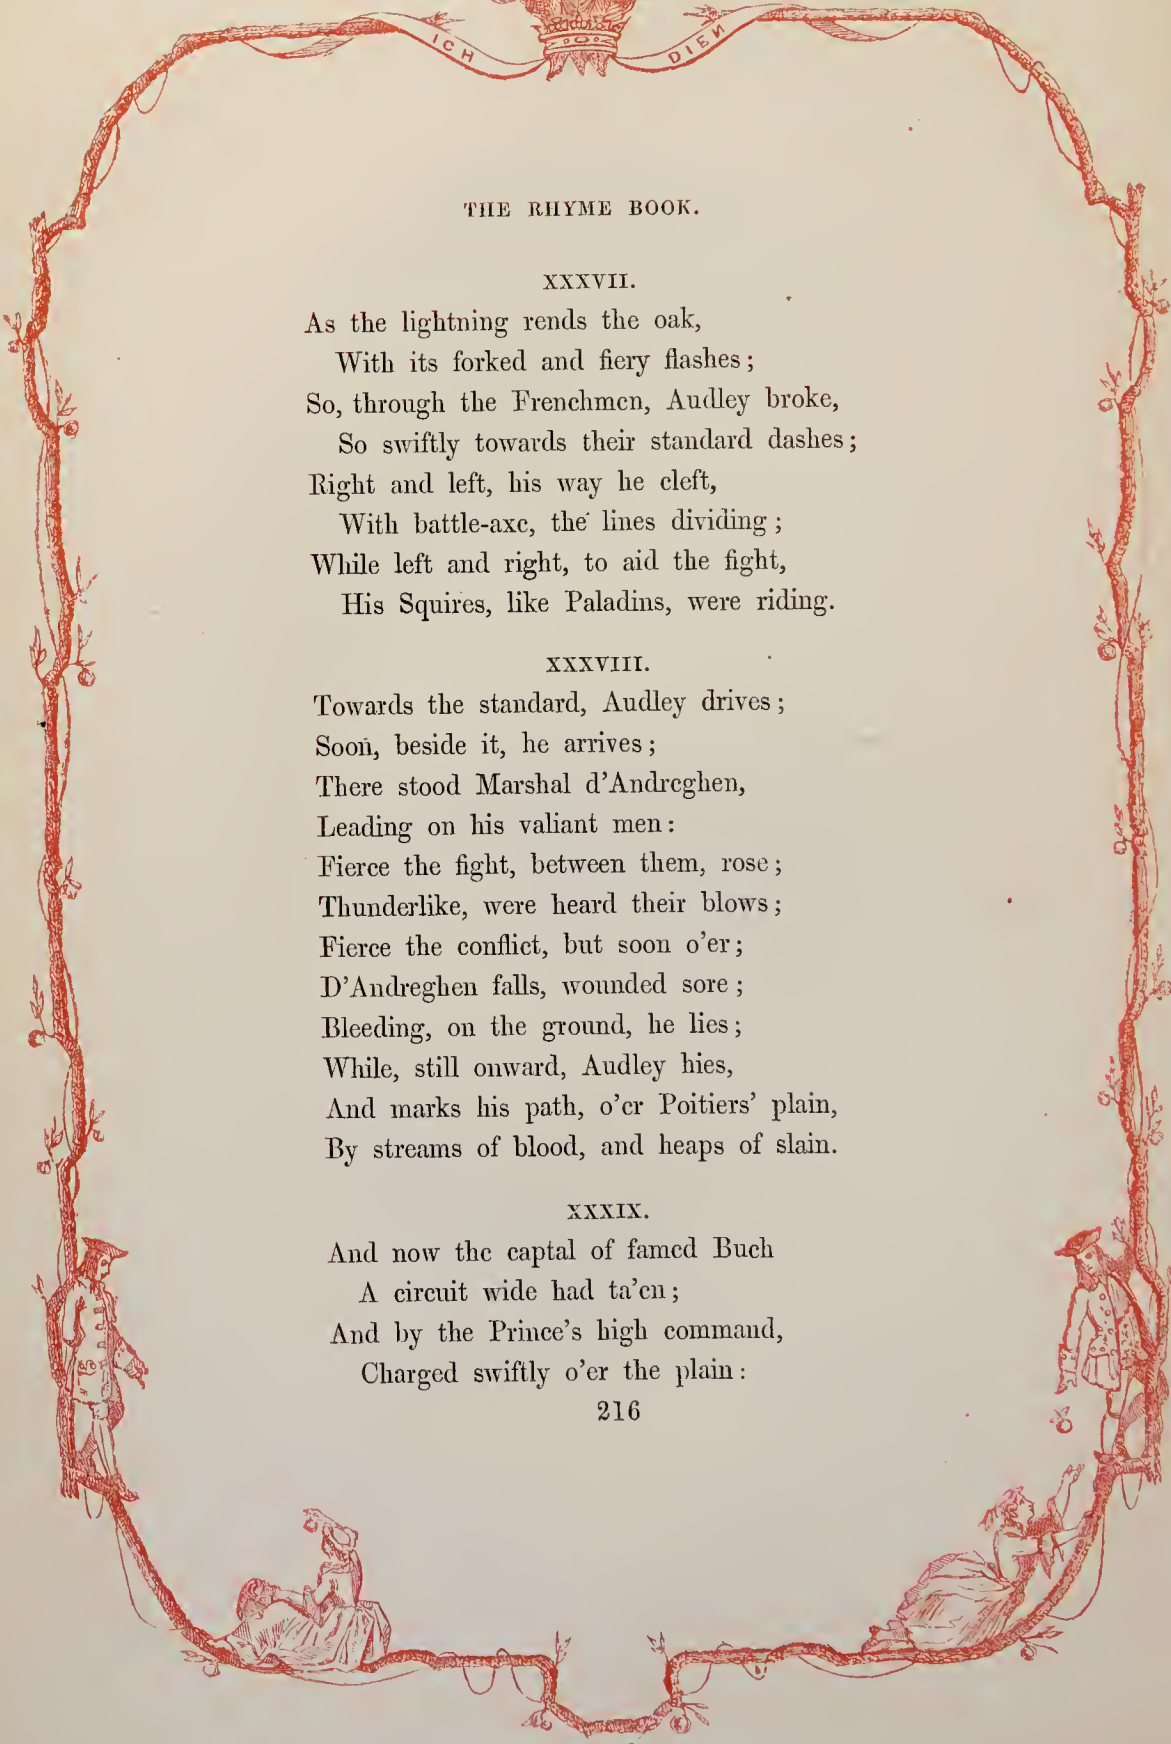 ICH DIEN
THE RHYME BOOK.
XXXVII.
As the lightning rends the oak,
With its forked and fiery flashes;
So, through the Frenchmen, Audley broke,
So swiftly towards their standard dashes;
Right and left, his way he cleft,
With battle-axe, the lines dividing;
While left and right, to aid the fight,
His Squires, like Paladins, were riding.
XXXVIII.
Towards the standard, Audley drives;
Soon, beside it, he arrives;
There stood Marshal d'Andreghen,
Leading on his valiant men:
Fierce the fight, between them, rose;
Thunderlike, were heard their blows;
Fierce the conflict, but soon o'er;
D'Andreghen falls, wounded sore;
Bleeding, on the ground, he lies;
While, still onward, Audley hies,
And marks his path, o'er Poitiers' plain,
By streams of blood, and heaps of slain.
XXXIX.
And now the captal of famed Buch
A circuit wide had ta'en;
And by the Prince's high command,
Charged swiftly o'er the plain:
216